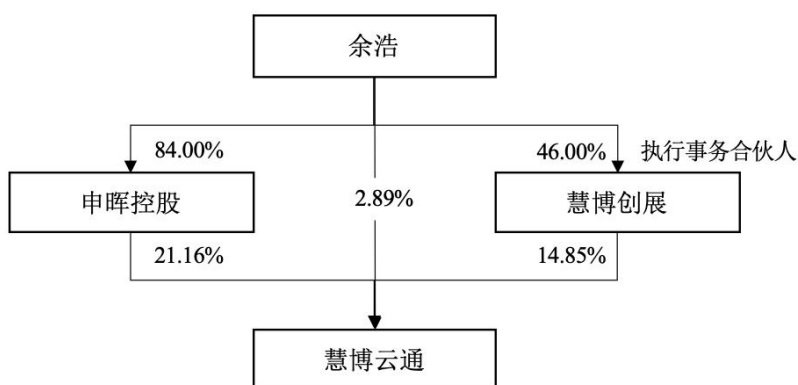 余浩
84.00%
46.00% 执行事务合伙人
申晖控股
2.89%
慧博创展
21.16%
14.85%
慧博云通